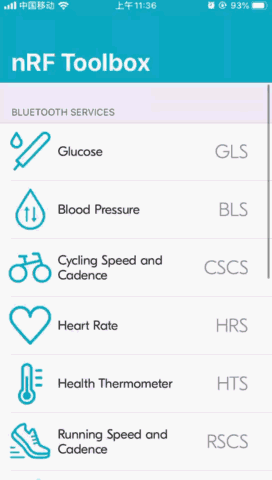 中国移动
上午11:36
93%
nRF Toolbox
BLUETOOTH SERVICES
Glucose GLS
Blood Pressure BLS
Cycling Speed and
Cadence CSCS
Heart Rate HRS
Health Thermometer HTS
Running Speed and
Cadence RSCS